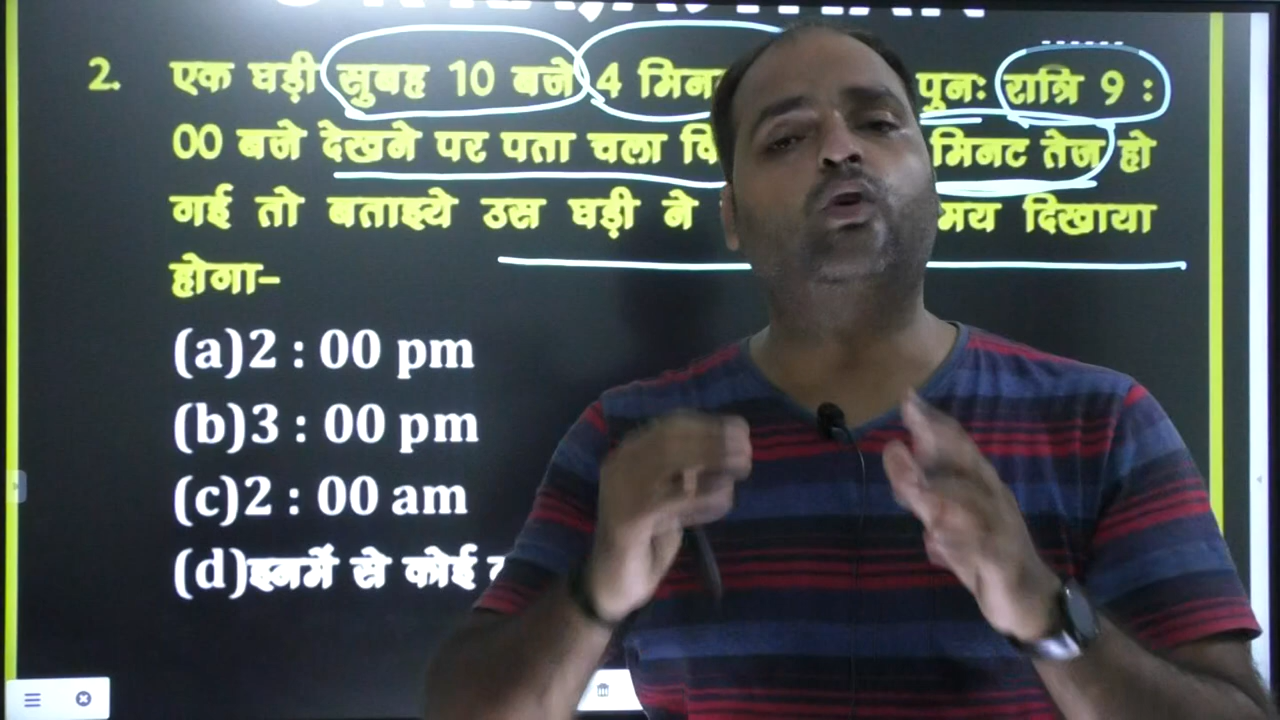 2. एक घड़ी सुबह 10 बजे 4 पुनः रात्रि 9 :
00 बजे देखने पर पता चला मिनट तेज हो
गई तो बताइये उस घड़ी ने दिखाया
होगा-
(a)2 : 00 pm
(b)3 : 00 pm
(c)2 : 00 am
(d)इनमें से कोई